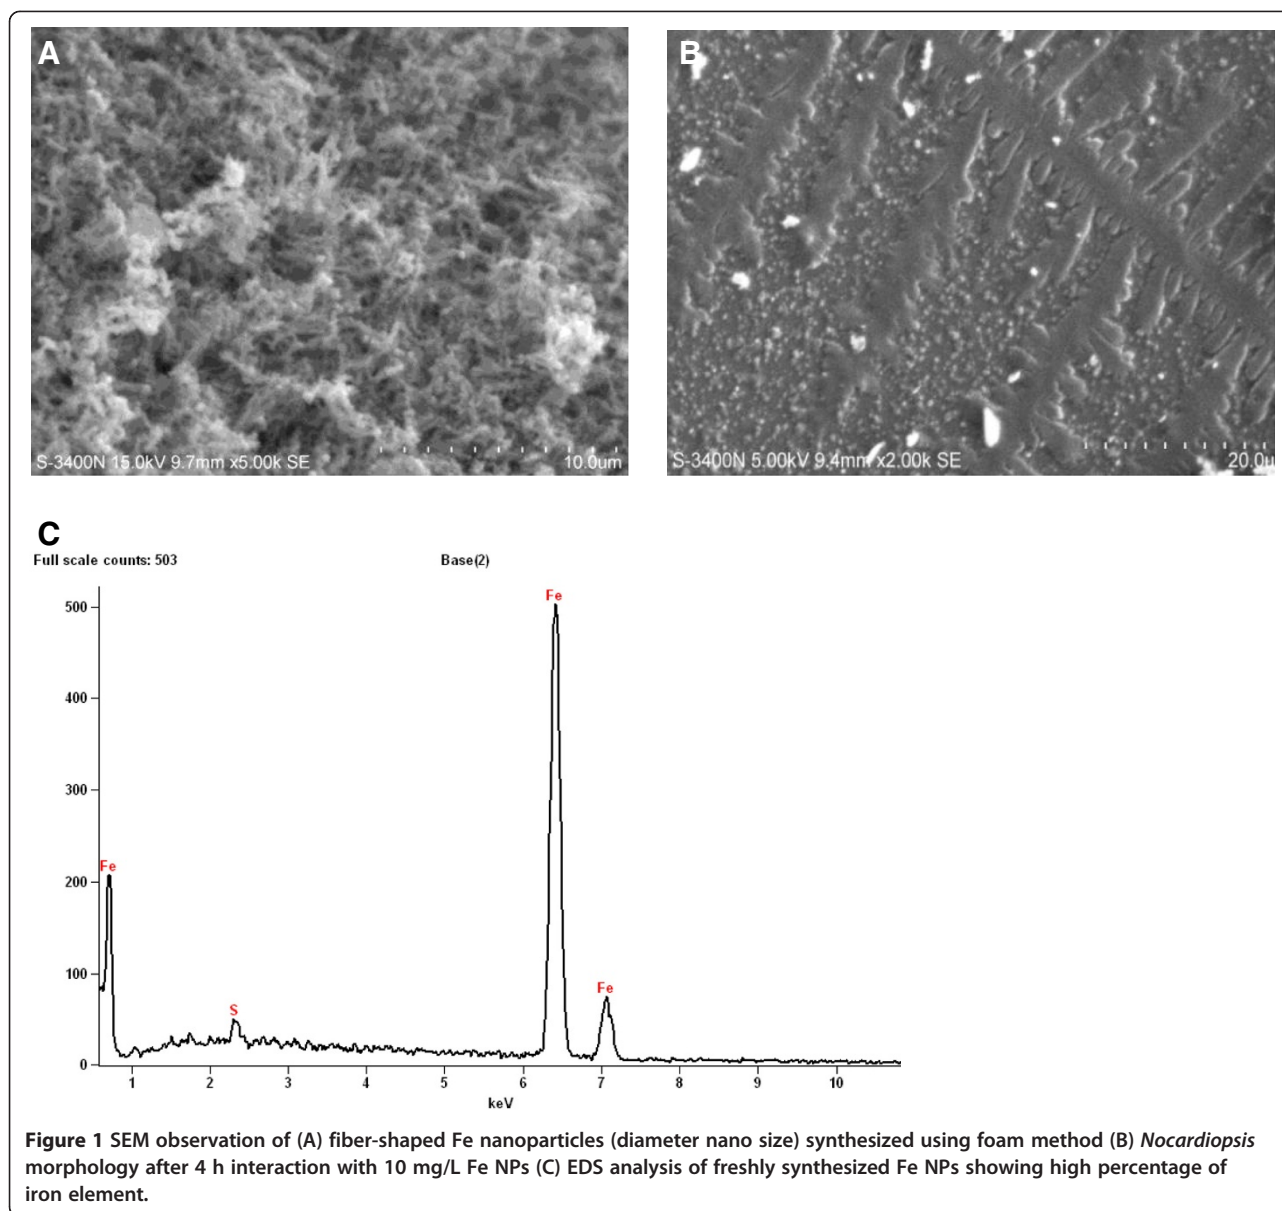 A
B
S-3400N 15.0kV 9.7mm x5.00k SE 10.0um
S-3400N 5.00kV 9.4mm x2.00k SE 20.0u
C
Full scale counts: 503 Base(2)
Fe
500
400
300
Fe
200
Fe
100
S
0
1 2 3 4 5 6 7 8 9 10
keV
Figure 1 SEM observation of (A) fiber-shaped Fe nanoparticles (diameter nano size) synthesized using foam method (B) Nocardiopsis
morphology after 4 h interaction with 10 mg/L Fe NPs (C) EDS analysis of freshly synthesized Fe NPs showing high percentage of
iron element.